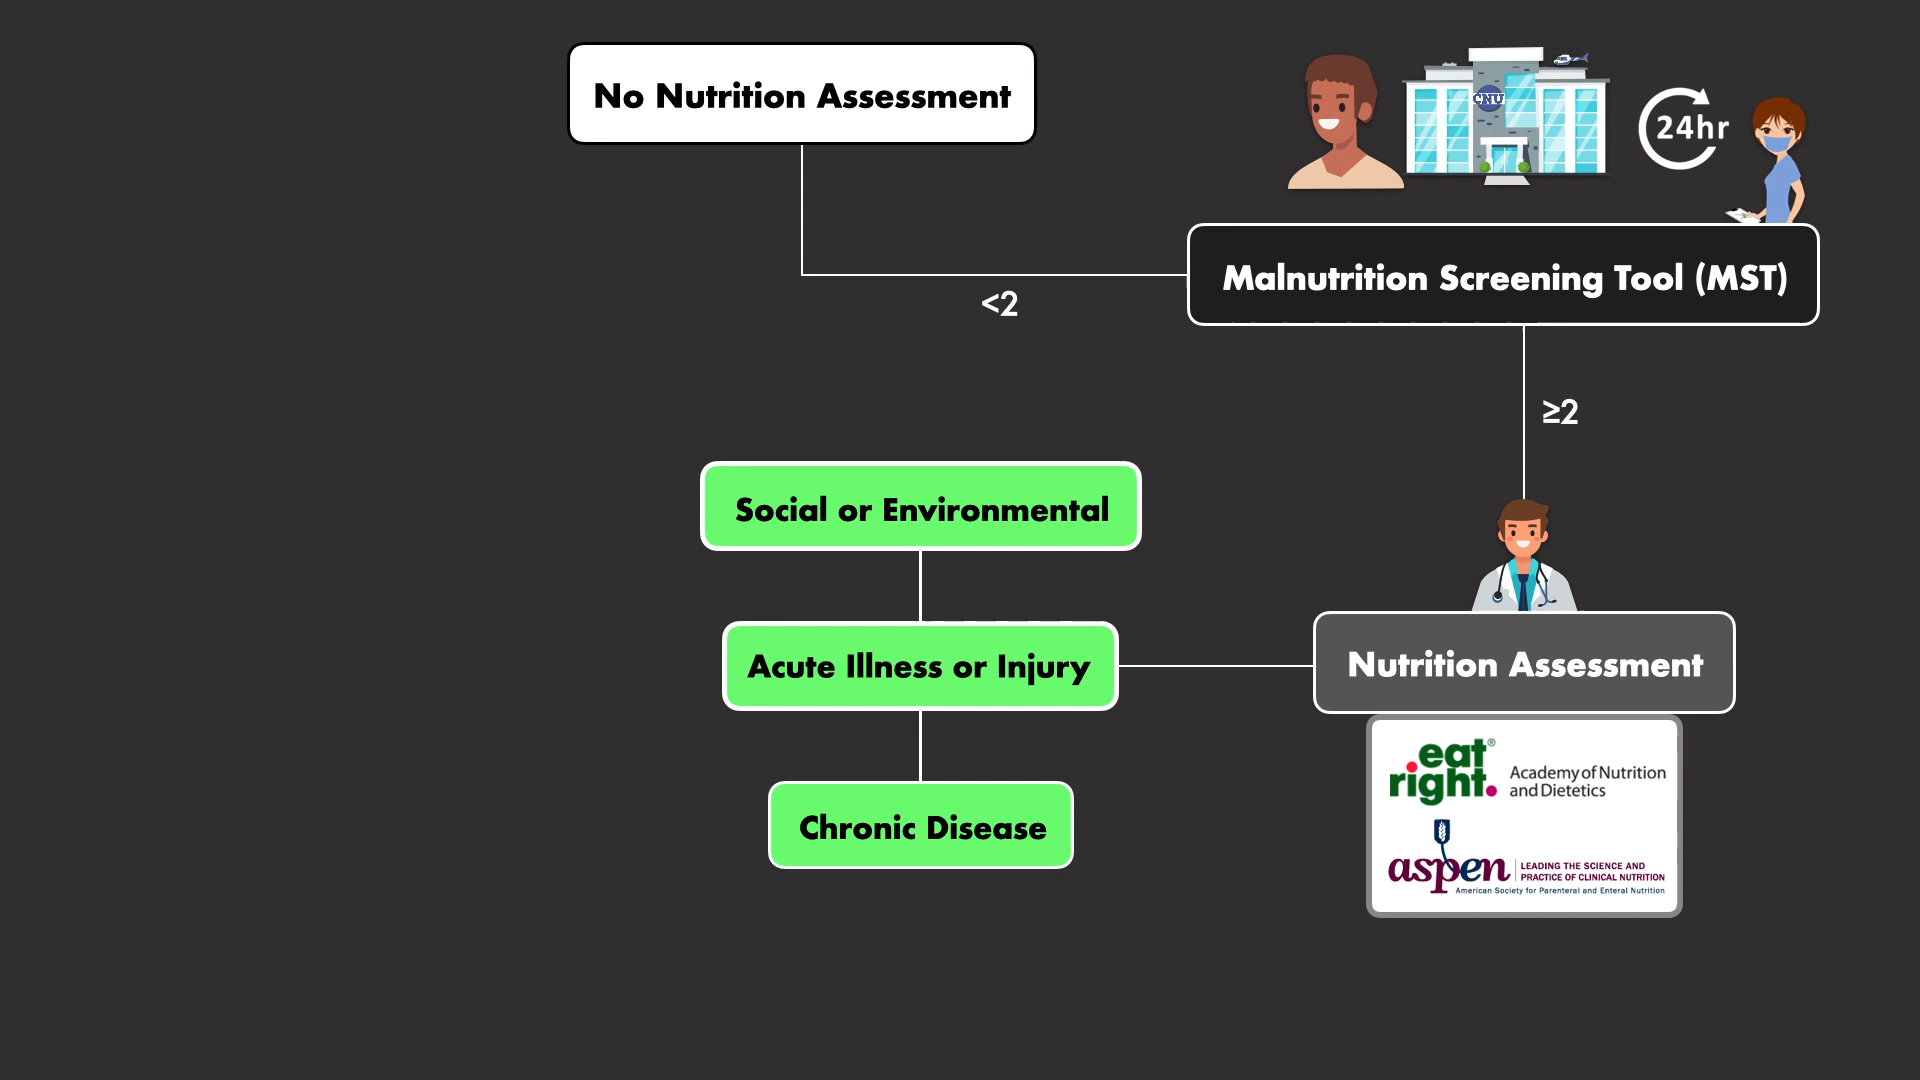 No Nutrition Assessment
CNU
24hr
Malnutrition Screening Tool (MST)
<2
≥2
Social or Environmental
Acute Illness or Injury
Nutrition Assessment
Chronic Disease
eat®
right.
Academy of Nutrition
and Dietetics
aspen
LEADING THE SCIENCE AND
PRACTICE OF CLINICAL NUTRITION
American Society for Parenteral and Enteral Nutrition